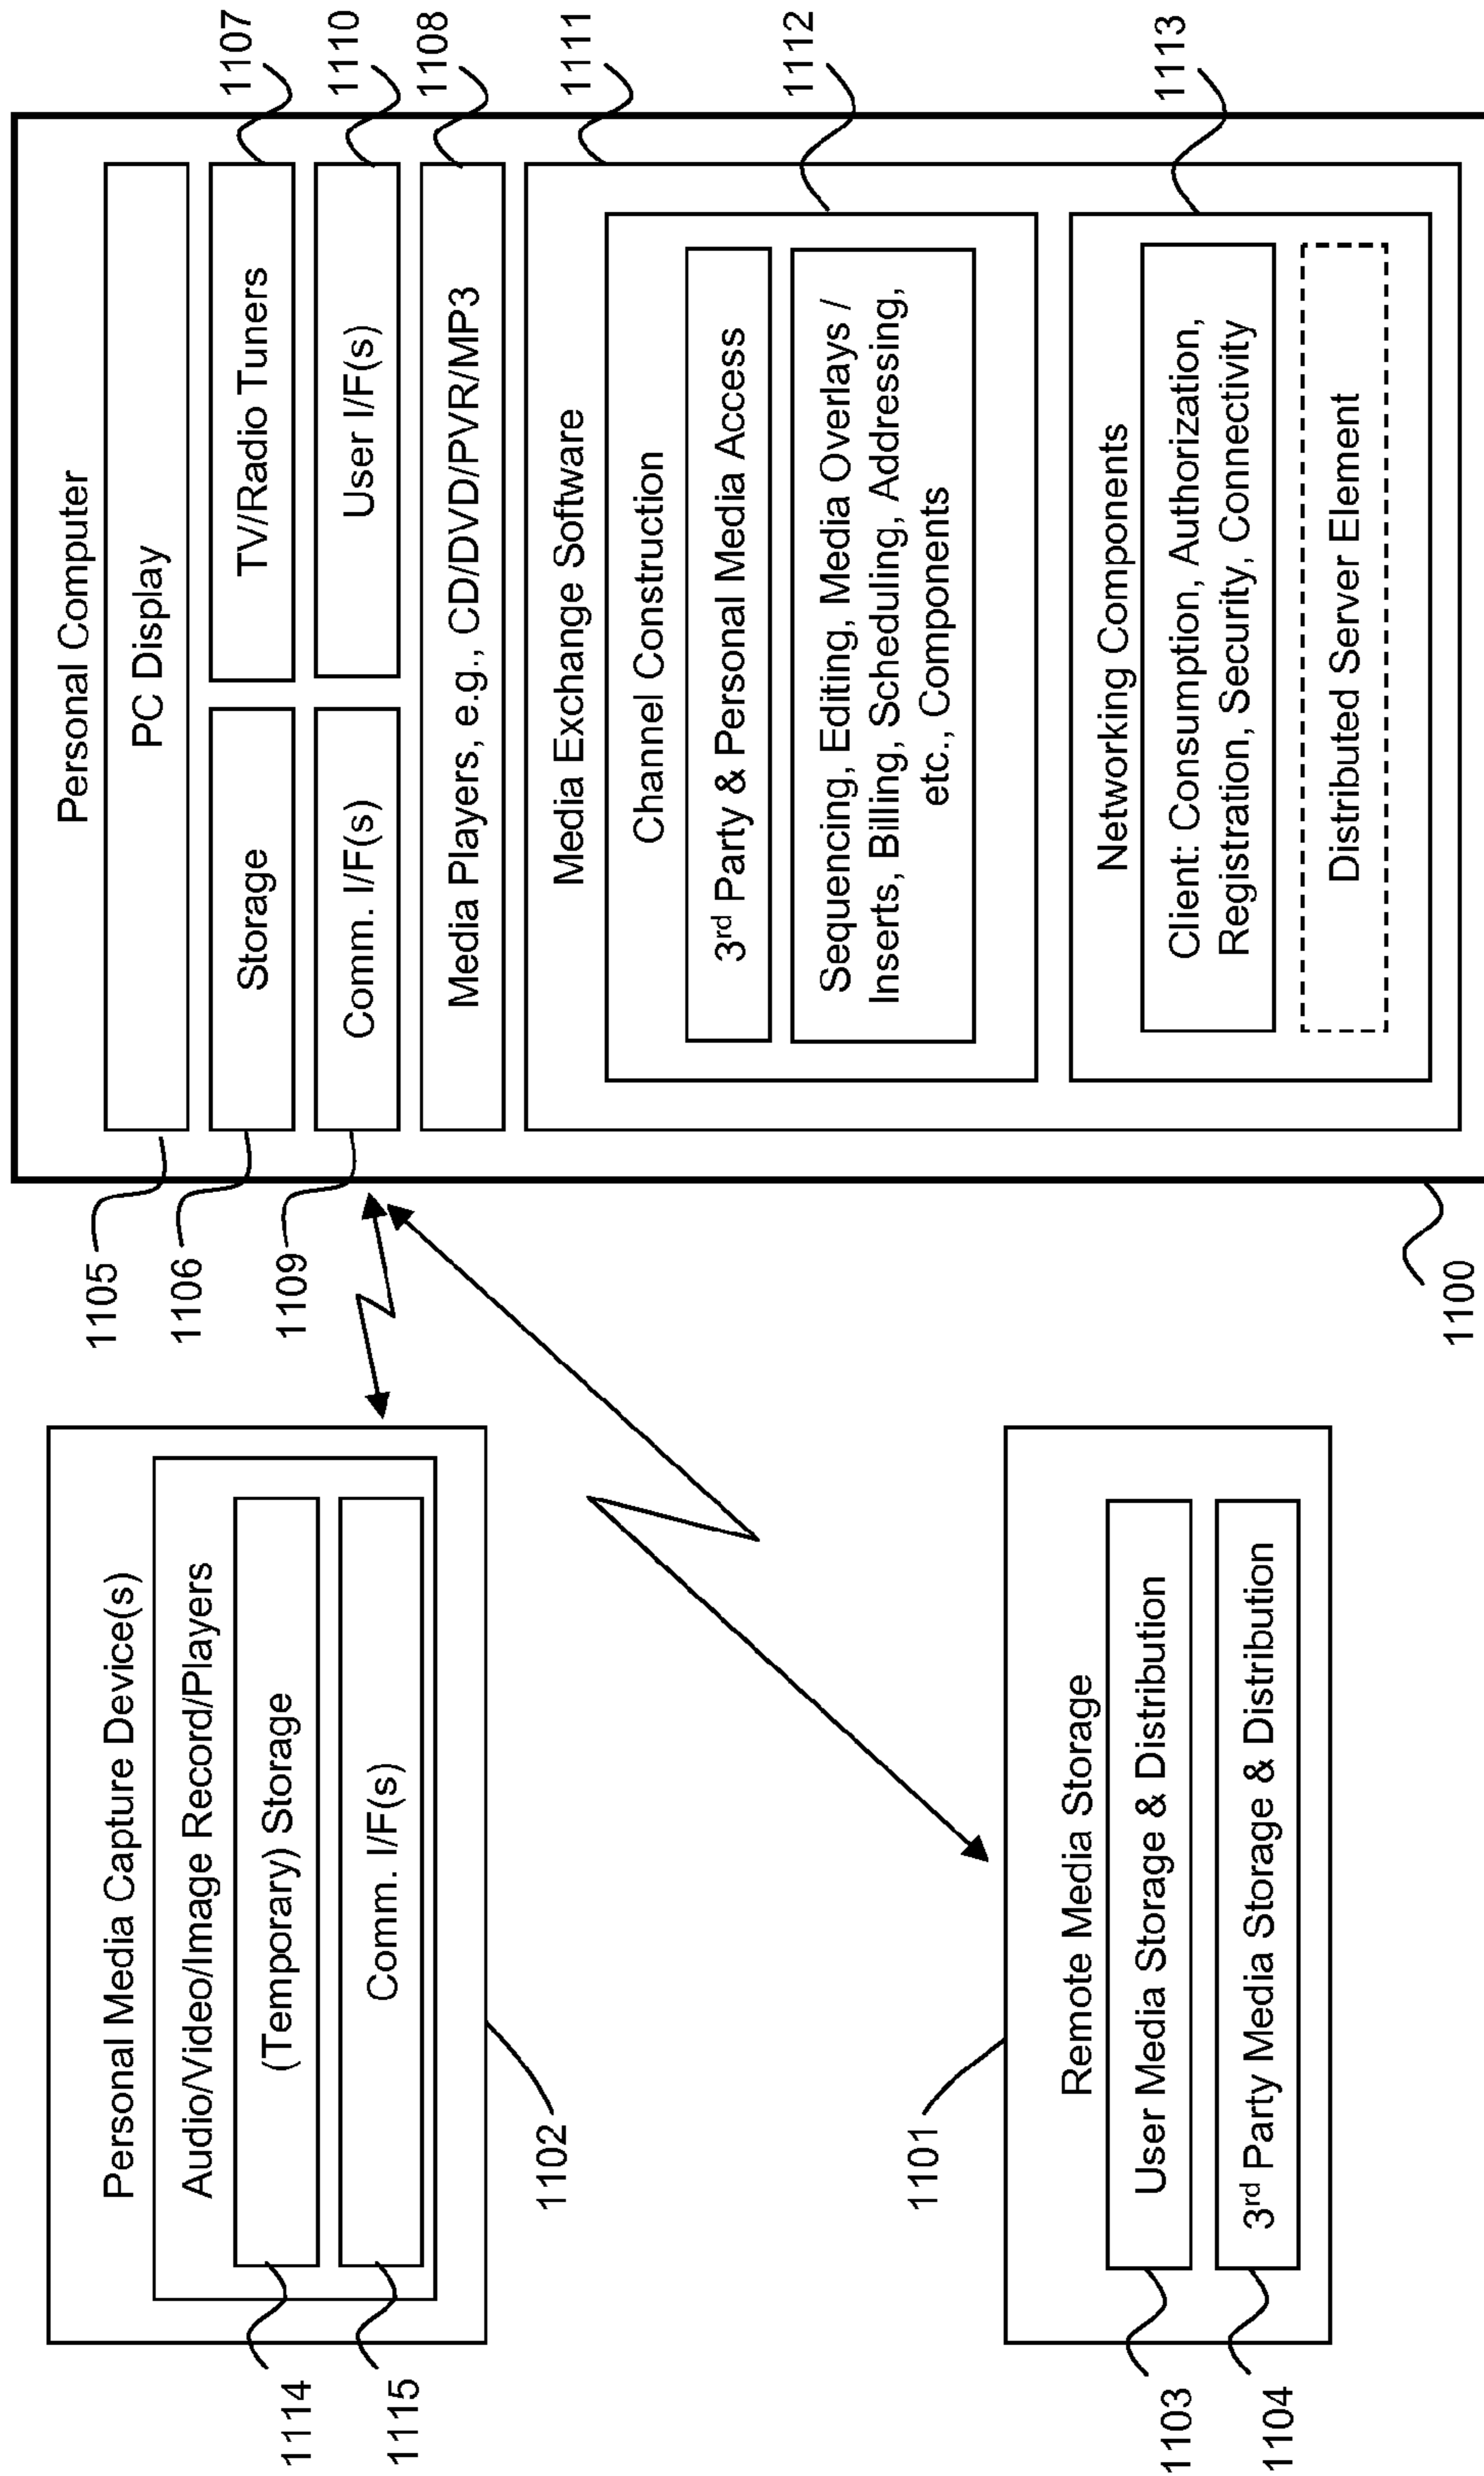 Personal Media Capture Device(s)
Audio/Video/Image Record/Players
(Temporary) Storage
Comm. I/F(s)
1114
1115
1102
Remote Media Storage
User Media Storage & Distribution
3rd Party Media Storage & Distribution
1101
1103
1104
Personal Computer
PC Display
Storage
TV/Radio Tuners
Comm. I/F(s)
User I/F(s)
Media Players, e.g., CD/DVD/PVR/MP3
Media Exchange Software
Channel Construction
3rd Party & Personal Media Access
Sequencing, Editing, Media Overlays /
Inserts, Billing, Scheduling, Addressing,
etc., Components
Networking Components
Client: Consumption, Authorization,
Registration, Security, Connectivity
Distributed Server Element
1105
1106
1109
1100
1107
1110
1108
1111
1112
1113